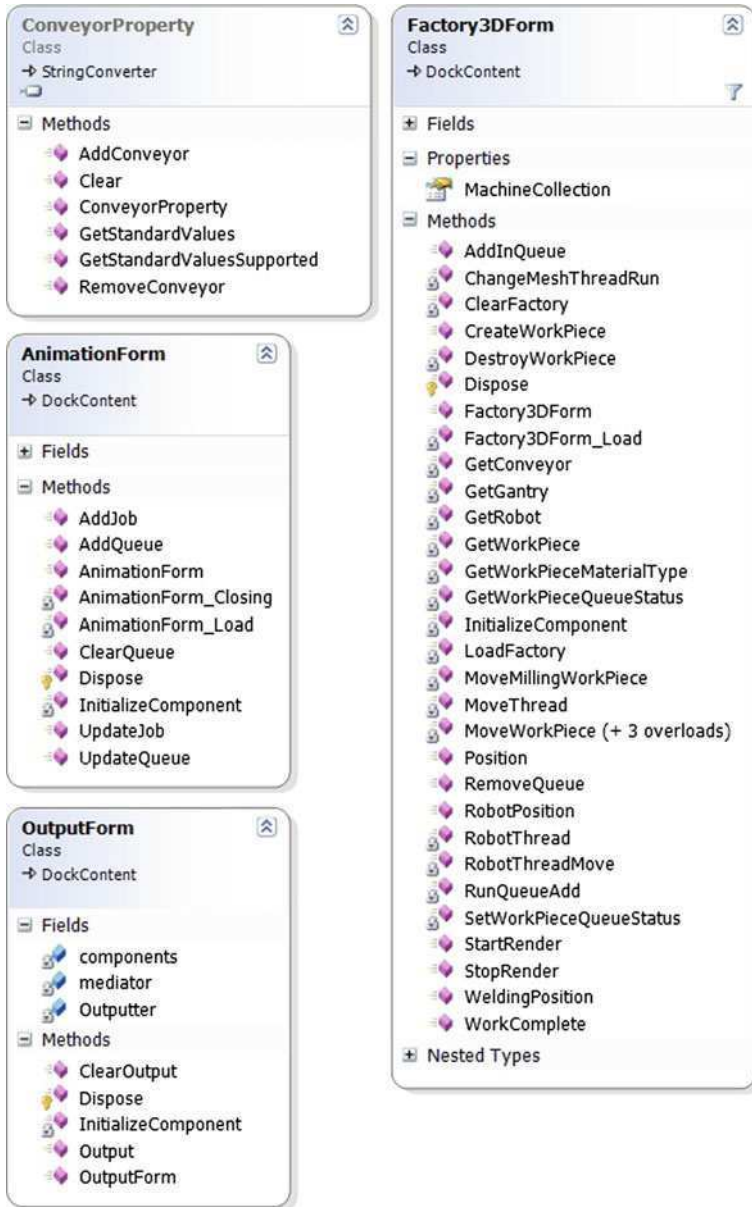 ConveyorProperty
Class
StringConverter
Methods
AddConveyor
Clear
ConveyorProperty
GetStandardValues
GetStandardValuesSupported
RemoveConveyor
AnimationForm
Class
DockContent
Fields
Methods
AddJob
AddQueue
AnimationForm
AnimationForm_Closing
AnimationForm_Load
ClearQueue
Dispose
InitializeComponent
UpdateJob
UpdateQueue
OutputForm
Class
DockContent
Fields
components
mediator
Outputter
Methods
ClearOutput
Dispose
InitializeComponent
Output
OutputForm
Factory3DForm
Class
DockContent
Fields
Properties
MachineCollection
Methods
AddInQueue
ChangeMeshThreadRun
ClearFactory
CreateWorkPiece
DestroyWorkPiece
Dispose
Factory3DForm
Factory3DForm_Load
GetConveyor
GetGantry
GetRobot
GetWorkPiece
GetWorkPieceMaterialType
GetWorkPieceQueueStatus
InitializeComponent
LoadFactory
MoveMillingWorkPiece
MoveThread
MoveWorkPiece (+ 3 overloads)
Position
RemoveQueue
RobotPosition
RobotThread
RobotThreadMove
RunQueueAdd
SetWorkPieceQueueStatus
StartRender
StopRender
WeldingPosition
WorkComplete
Nested Types